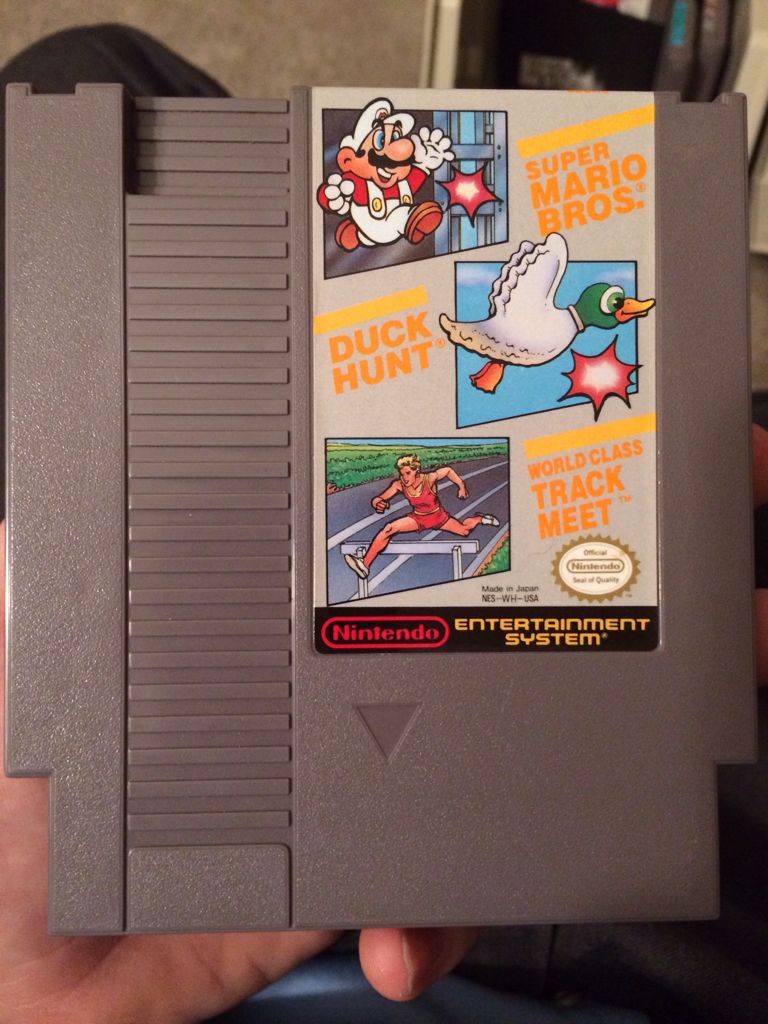 SUPER
MARIO
BROS.®
DUCK
HUNT®
WORLD CLASS
TRACK
MEET™
Official
Nintendo
Seal of Quality
Made in Japan
NES-WH-USA
Nintendo
ENTERTAINMENT
SYSTEM®